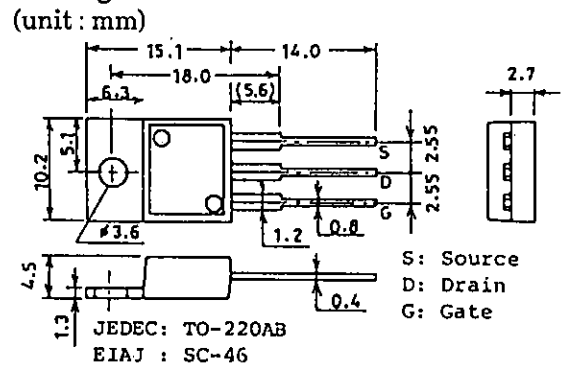 (unit : mm)
15.1
14.0
18.0
2.7
6.3
(5.6)
5.1
10.2
S
2.55
D
2.55
G
ø3.6
1.2
0.8
4.5
S: Source
D: Drain
0.4
G: Gate
1.3
JEDEC: TO-220AB
EIAJ : SC-46